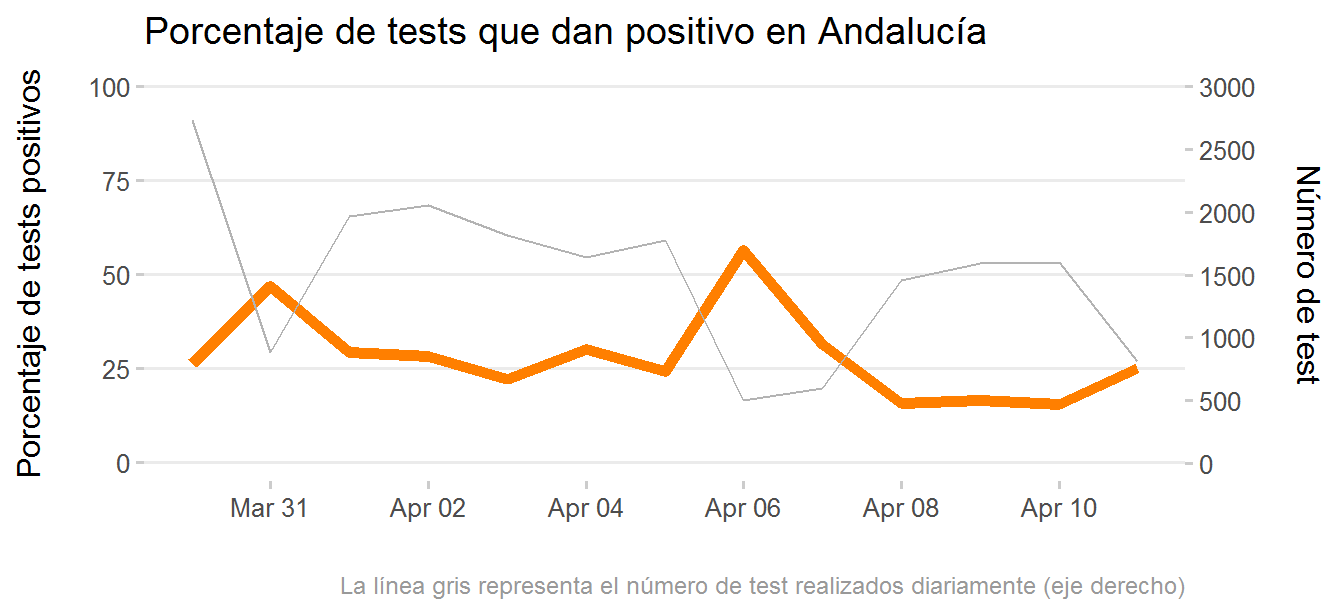 Porcentaje de tests que dan positivo en Andalucía
Porcentaje de tests positivos
100
75
50
25
0
3000
2500
2000
1500
1000
500
0
Número de test
Mar 31
Apr 02
Apr 04
Apr 06
Apr 08
Apr 10
La línea gris representa el número de test realizados diariamente (eje derecho)